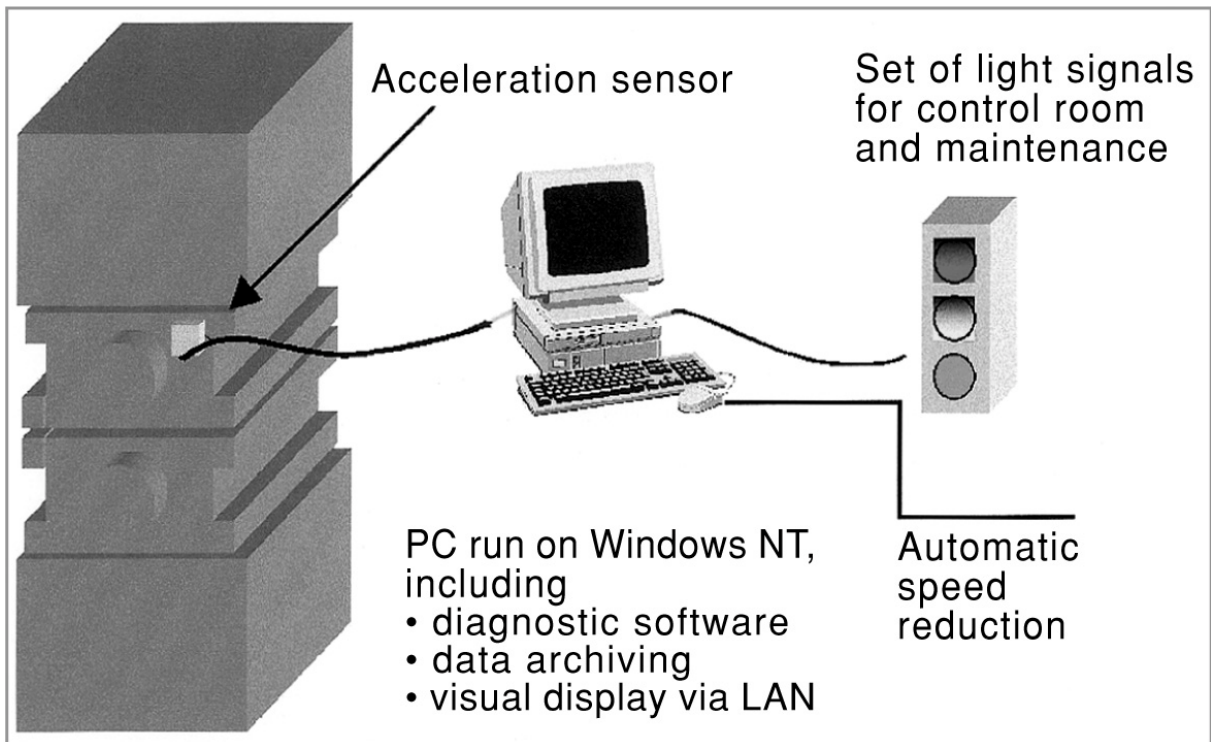 Acceleration sensor
Set of light signals
for control room
and maintenance
PC run on Windows NT,
including
• diagnostic software
• data archiving
• visual display via LAN
Automatic
speed
reduction